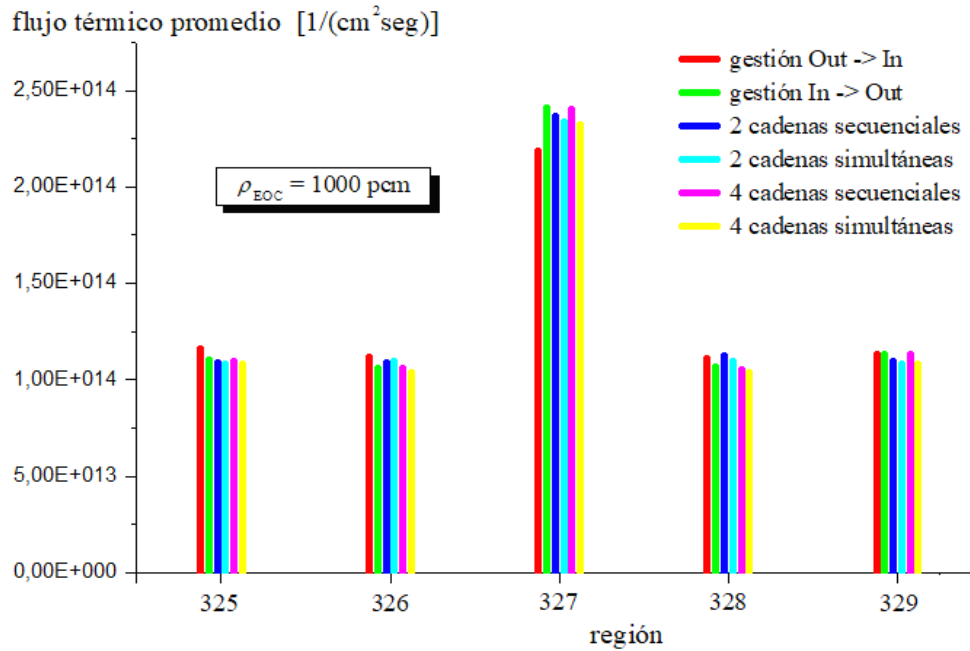 flujo térmico promedio [1/(cm²seg)]
2,50E+014
2,00E+014
1,50E+014
1,00E+014
5,00E+013
0,00E+000
ρEOC = 1000 pcm
gestión Out -> In
gestión In -> Out
2 cadenas secuenciales
2 cadenas simultáneas
4 cadenas secuenciales
4 cadenas simultáneas
325 326 327 328 329
región